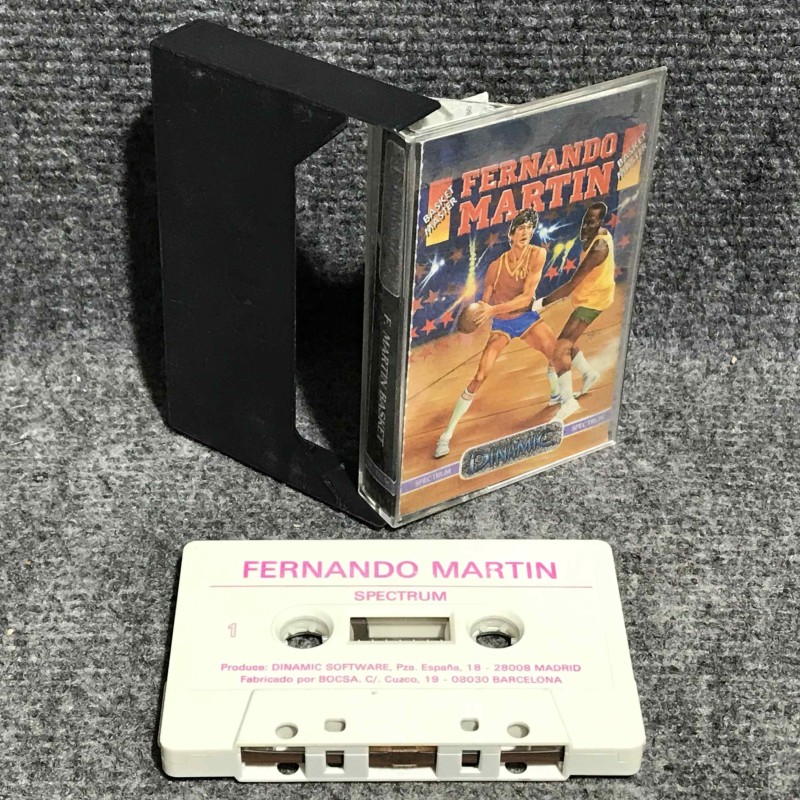 FERNANDO
MARTIN
BASKET
MASTER
BASKET
MASTER
DINAMIC
SPECTRUM
SPECTRUM
F. MARTIN BASKET
FERNANDO MARTIN
SPECTRUM
1
Produce: DINAMIC SOFTWARE, Pza. España, 18 - 28008 MADRID
Fabricado por BOCSA. C/. Cuzco, 19 - 08030 BARCELONA